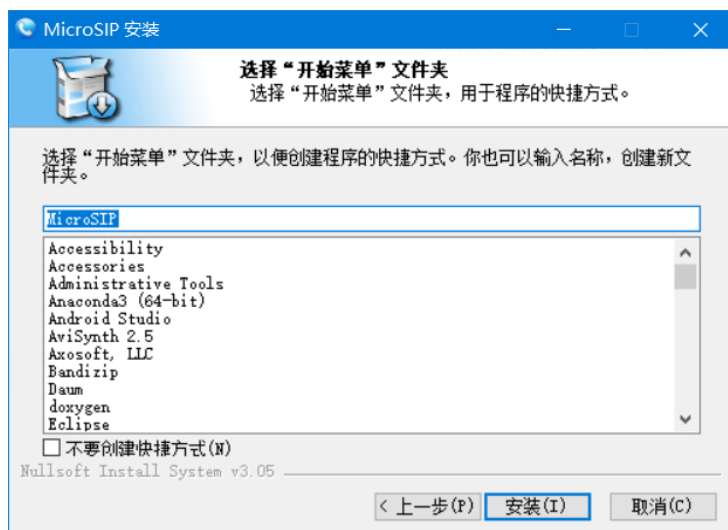 MicroSIP 安装
选择“开始菜单”文件夹
选择“开始菜单”文件夹，用于程序的快捷方式。
选择“开始菜单”文件夹，以便创建程序的快捷方式。你也可以输入名称，创建新文
件夹。
MicroSIP
Accessibility
Accessories
Administrative Tools
Anaconda3 (64-bit)
Android Studio
AviSynth 2.5
Axosoft, LLC
Bandizip
Daum
doxygen
Eclipse
不要创建快捷方式(N)
Nullsoft Install System v3.05
< 上一步(P) 安装(I) 取消(C)